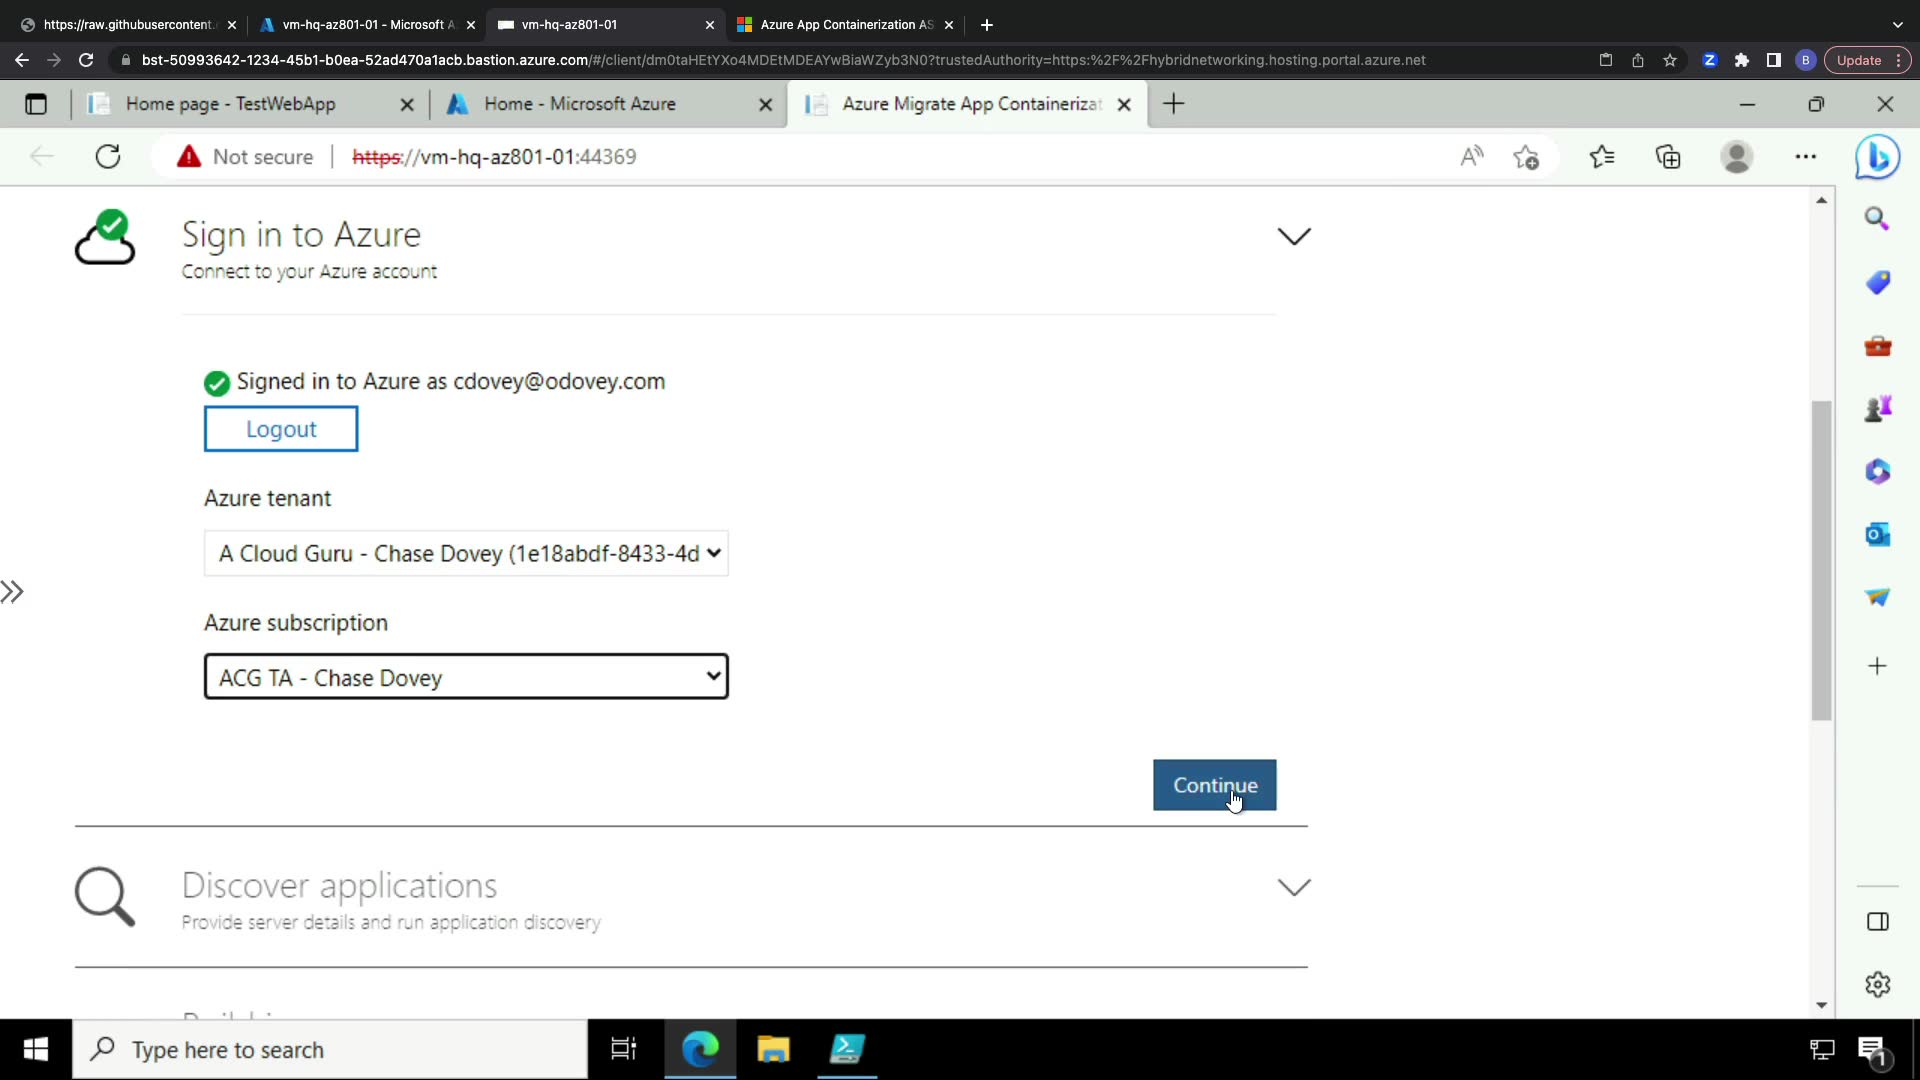 https://raw.githubusercontent.
vm-hq-az801-01 - Microsoft A
vm-hq-az801-01
Azure App Containerization AS
bst-50993642-1234-45b1-b0ea-52ad470a1acb.bastion.azure.com/#/client/dm0taHEtYXo4MDEtMDEAYwBiaWZyb3N0?trustedAuthority=https:%2F%2Fhybridnetworking.hosting.portal.azure.net
B
Update
Home page - TestWebApp
Home - Microsoft Azure
Azure Migrate App Containerizat
Not secure
https://vm-hq-az801-01:44369
Sign in to Azure
Connect to your Azure account
Signed in to Azure as cdovey@odovey.com
Logout
Azure tenant
A Cloud Guru - Chase Dovey (1e18abdf-8433-4d
Azure subscription
ACG TA - Chase Dovey
Continue
Discover applications
Provide server details and run application discovery
Type here to search
1